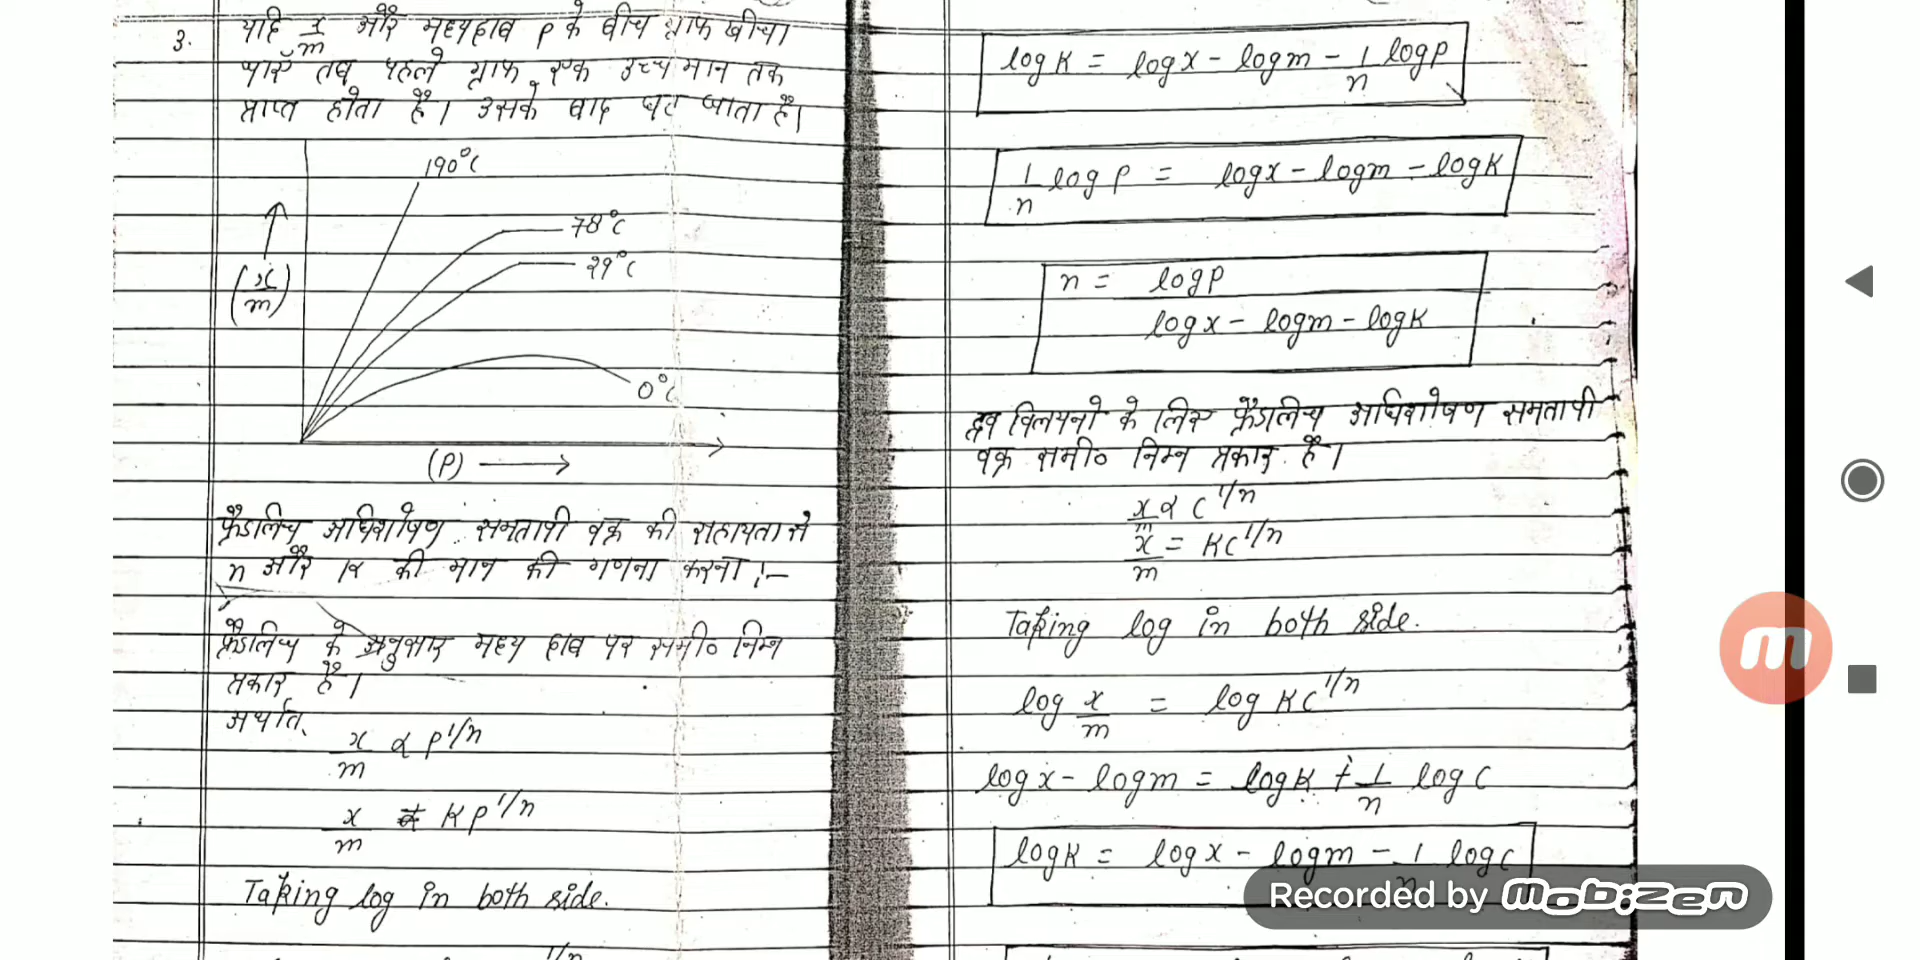 3. यदि x/m और मध्यदाब P के बीच ग्राफ खींचा
जाएँ तब पहले ग्राफ एक उच्च मान तक
प्राप्त होता है। उसके बाद घट जाता है।
190°C
78°C
29°C
0°C
(x/m)
(P) →
फ्रैंडलिच अधिशोषण समतापी वक्र की सहायता से
n और K की मान की गणना करना :-
फ्रैंडलिच के अनुसार मध्य दाब पर समी० निम्न
प्रकार है।
अर्थात्
x/m ∝ P^1/n
x/m = KP^1/n
Taking log in both side.
log K = log x - log m - 1/n log P
1/n log P = log x - log m - log K
n = log P / log x - log m - log K
द्रव विलयनो के लिए फ्रैंडलिच अधिशोषण समतापी
वक्र समी० निम्न प्रकार है।
x/m ∝ C^1/n
x/m = KC^1/n
Taking log in both side.
log x/m = log KC^1/n
log x - log m = log K + 1/n log C
log K = log x - log m - 1/n log C
Recorded by Mobizen